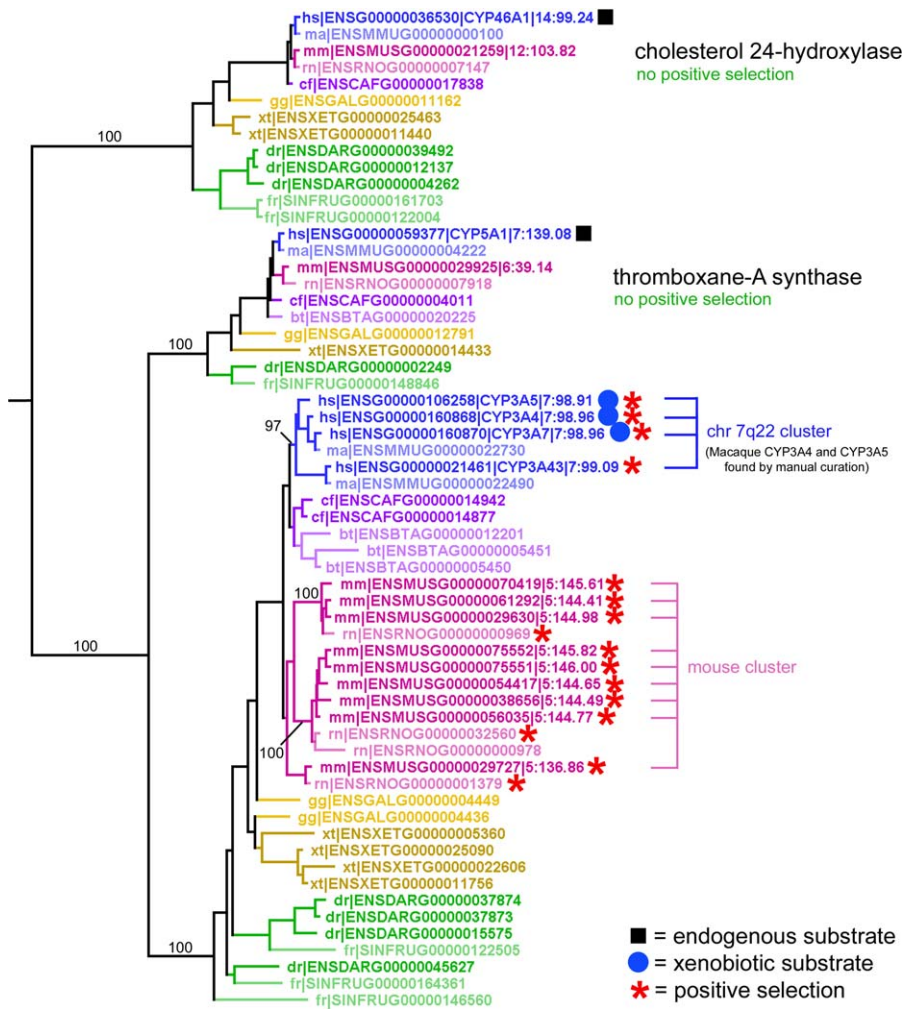 hs|ENSG00000036530|CYP46A1|14:99.24
ma|ENSMMUG00000000100
mm|ENSMUSG00000021259|12:103.82
rn|ENSRNOG00000007147
cf|ENSCAFG00000017838
gg|ENSGALG00000011162
xt|ENSXETG00000025463
xt|ENSXETG00000011440
dr|ENSDARG00000039492
dr|ENSDARG00000012137
dr|ENSDARG00000004262
fr|SINFRUG00000161703
fr|SINFRUG00000122004
cholesterol 24-hydroxylase
no positive selection
100
hs|ENSG00000059377|CYP5A1|7:139.08
ma|ENSMMUG00000004222
mm|ENSMUSG00000029925|6:39.14
rn|ENSRNOG00000007918
cf|ENSCAFG00000004011
bt|ENSBTAG00000020225
gg|ENSGALG00000012791
xt|ENSXETG00000014433
dr|ENSDARG00000002249
fr|SINFRUG00000148846
thromboxane-A synthase
no positive selection
100
hs|ENSG00000106258|CYP3A5|7:98.91
hs|ENSG00000160868|CYP3A4|7:98.96
hs|ENSG00000160870|CYP3A7|7:98.96
ma|ENSMMUG00000022730
hs|ENSG00000021461|CYP3A43|7:99.09
ma|ENSMMUG00000022490
97
chr 7q22 cluster
(Macaque CYP3A4 and CYP3A5
found by manual curation)
cf|ENSCAFG00000014942
cf|ENSCAFG00000014877
bt|ENSBTAG00000012201
bt|ENSBTAG00000005451
bt|ENSBTAG00000005450
mm|ENSMUSG00000070419|5:145.61
100
mm|ENSMUSG00000061292|5:144.41
mm|ENSMUSG00000029630|5:144.98
rn|ENSRNOG00000000969
100
mm|ENSMUSG00000075552|5:145.82
mm|ENSMUSG00000075551|5:146.00
mm|ENSMUSG00000054417|5:144.65
mm|ENSMUSG00000038656|5:144.49
mm|ENSMUSG00000056035|5:144.77
rn|ENSRNOG00000032560
rn|ENSRNOG00000000978
100
mm|ENSMUSG00000029727|5:136.86
rn|ENSRNOG00000001379
mouse cluster
gg|ENSGALG00000004449
gg|ENSGALG00000004436
xt|ENSXETG00000005360
xt|ENSXETG00000025090
xt|ENSXETG00000022606
xt|ENSXETG00000011756
dr|ENSDARG00000037874
dr|ENSDARG00000037873
dr|ENSDARG00000015575
fr|SINFRUG00000122505
100
dr|ENSDARG00000045627
fr|SINFRUG00000164361
fr|SINFRUG00000146560
= endogenous substrate
= xenobiotic substrate
= positive selection